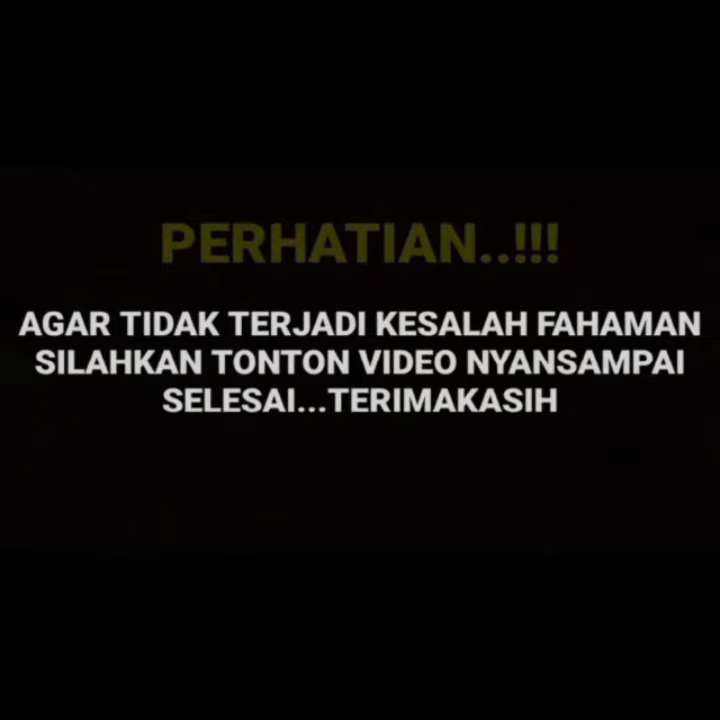 PERHATIAN..!!!
AGAR TIDAK TERJADI KESALAH FAHAMAN
SILAHKAN TONTON VIDEO NYANSAMPAI
SELESAI...TERIMAKASIH